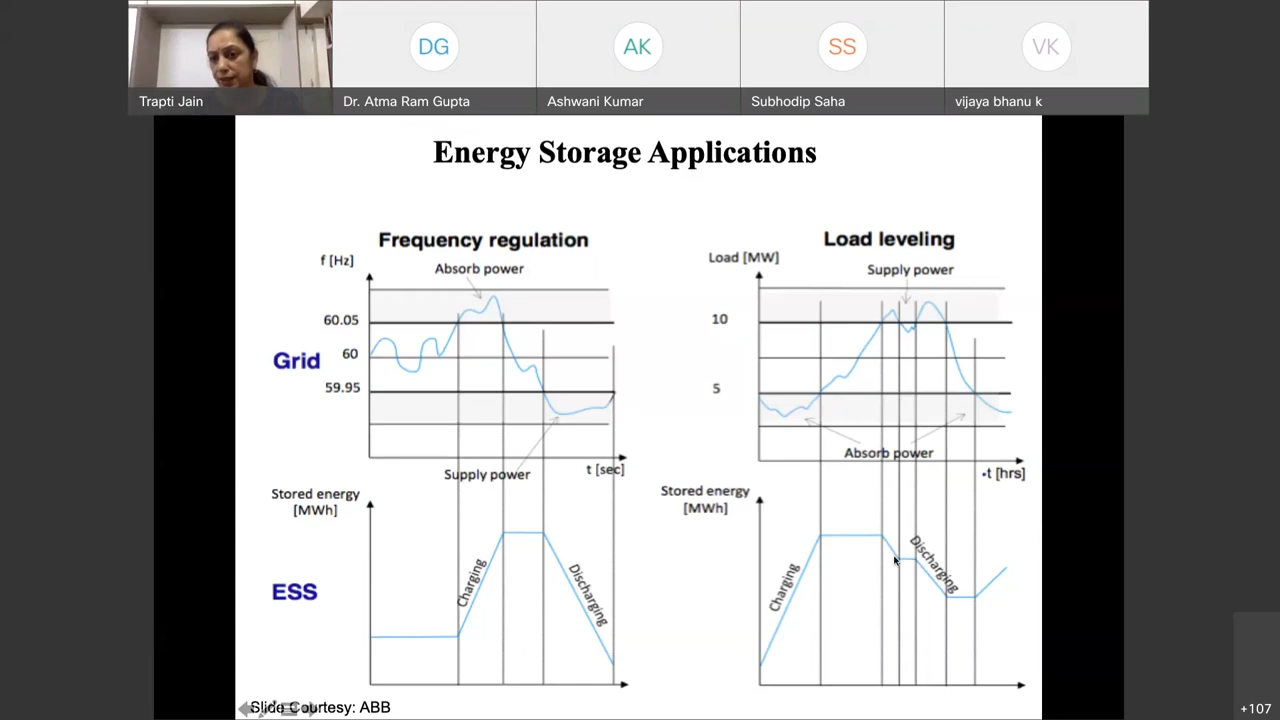 DG
AK
SS
VK
Trapti Jain
Dr. Atma Ram Gupta
Ashwani Kumar
Subhodip Saha
vijaya bhanu k
Energy Storage Applications
Frequency regulation
f [Hz]
Absorb power
60.05
60
59.95
Grid
Supply power
t [sec]
Stored energy
[MWh]
Charging
Discharging
ESS
Load leveling
Load [MW]
Supply power
10
5
Absorb power
•t [hrs]
Stored energy
[MWh]
Charging
Discharging
Slide Courtesy: ABB
+107